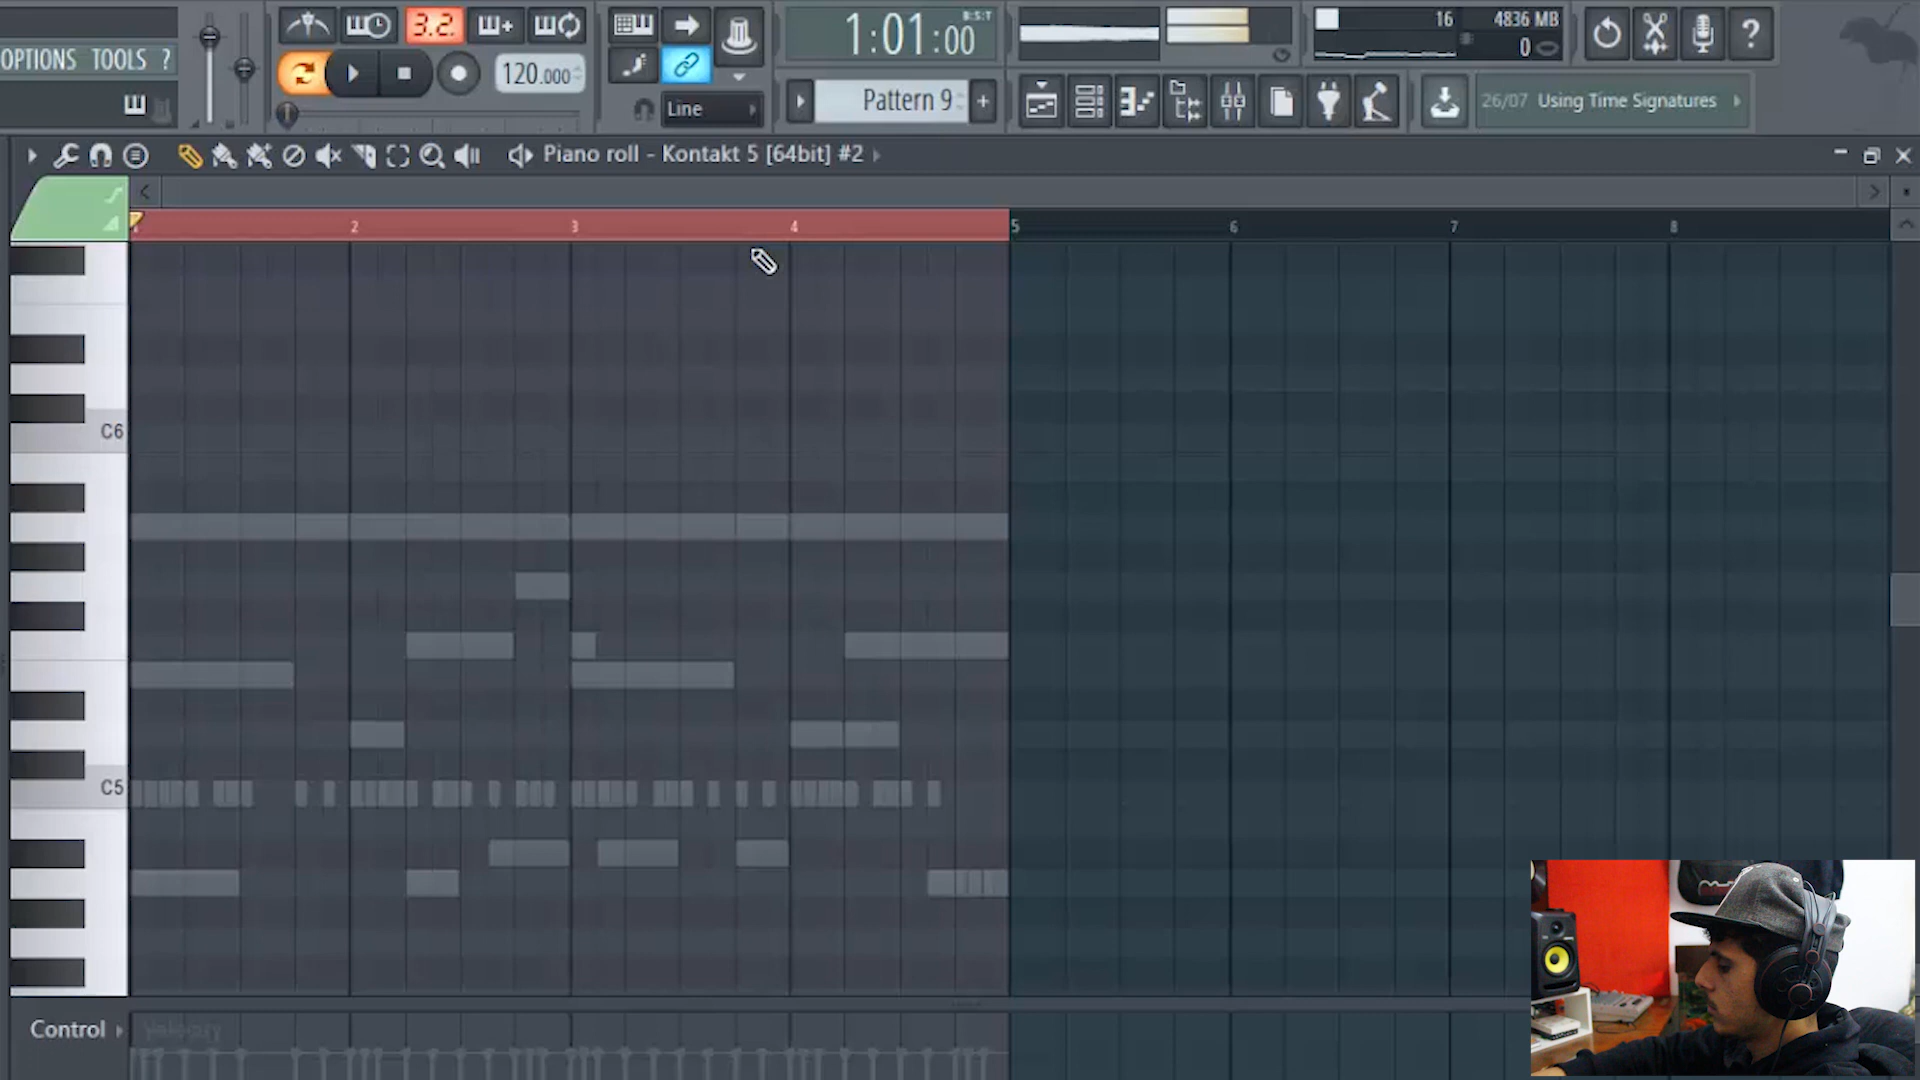 OPTIONS TOOLS ?
3.2.
120.000
1:01:00
B:S:T
Line
Pattern 9
+
16
4836 MB
0
?
26/07 Using Time Signatures
Piano roll - Kontakt 5 [64bit] #2
2
3
4
5
6
7
8
C6
C5
Control
Velocity